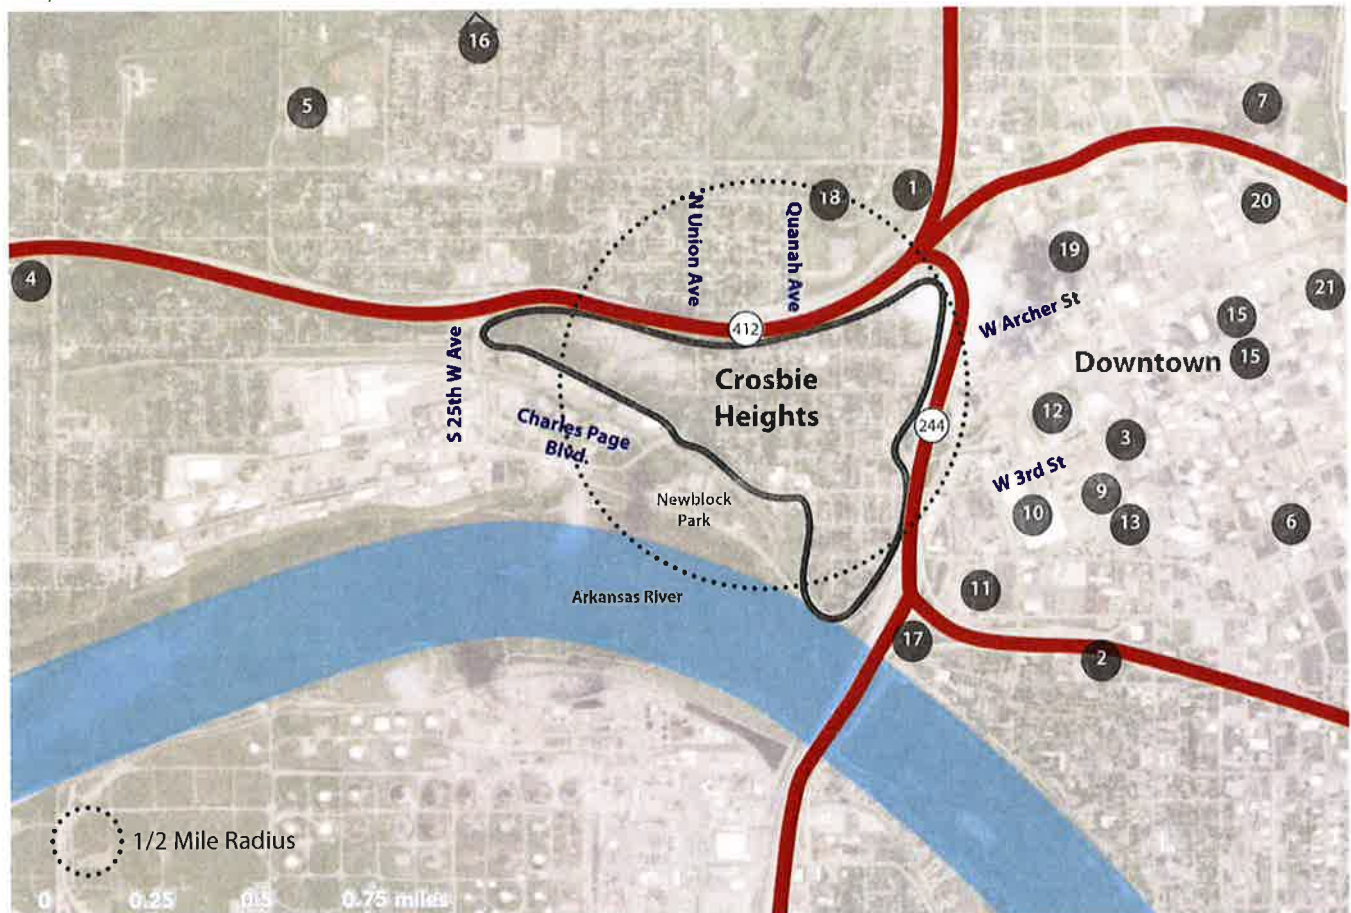 16
5
7
18
1
20
N Union Ave
Quanah Ave
19
4
21
15
W Archer St
412
S 25th W Ave
15
Downtown
Crosbie
Heights
12
244
3
Charles Page
Blvd.
W 3rd St
9
Newblock
Park
10
13
6
11
Arkansas River
17
2
1/2 Mile Radius
0 0.25 0.5 0.75 miles